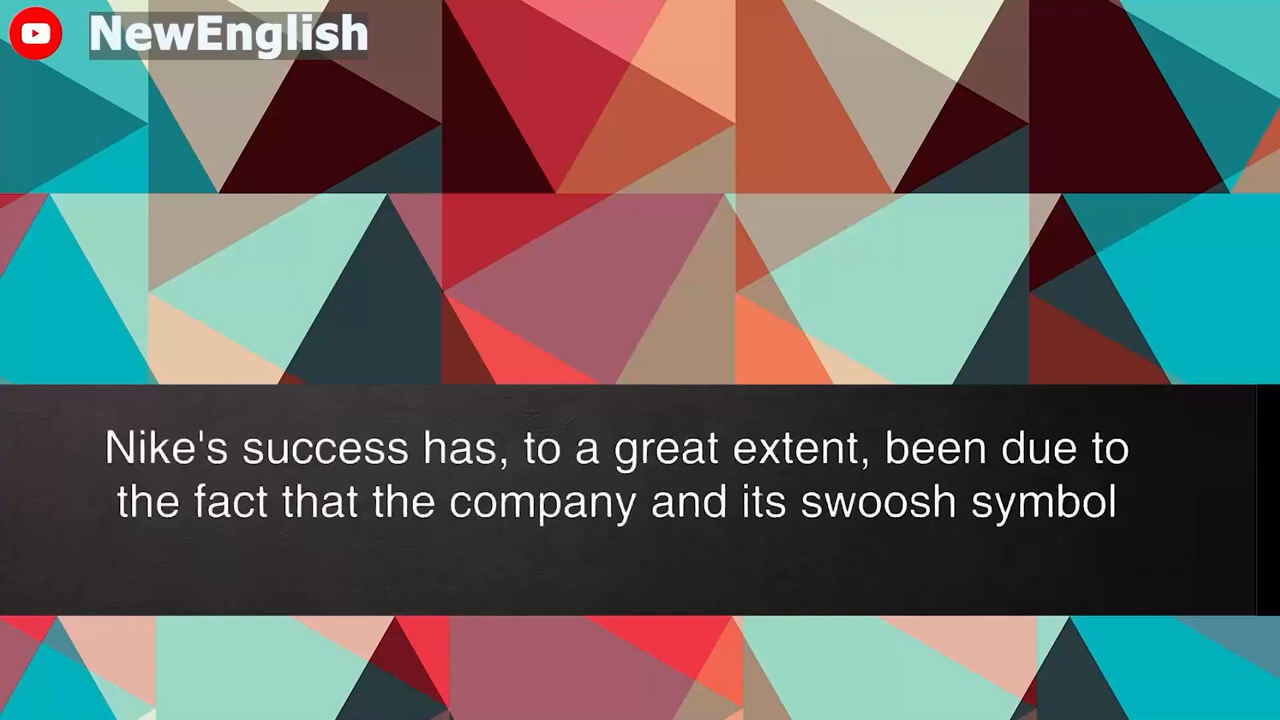 NewEnglish
Nike's success has, to a great extent, been due to
the fact that the company and its swoosh symbol